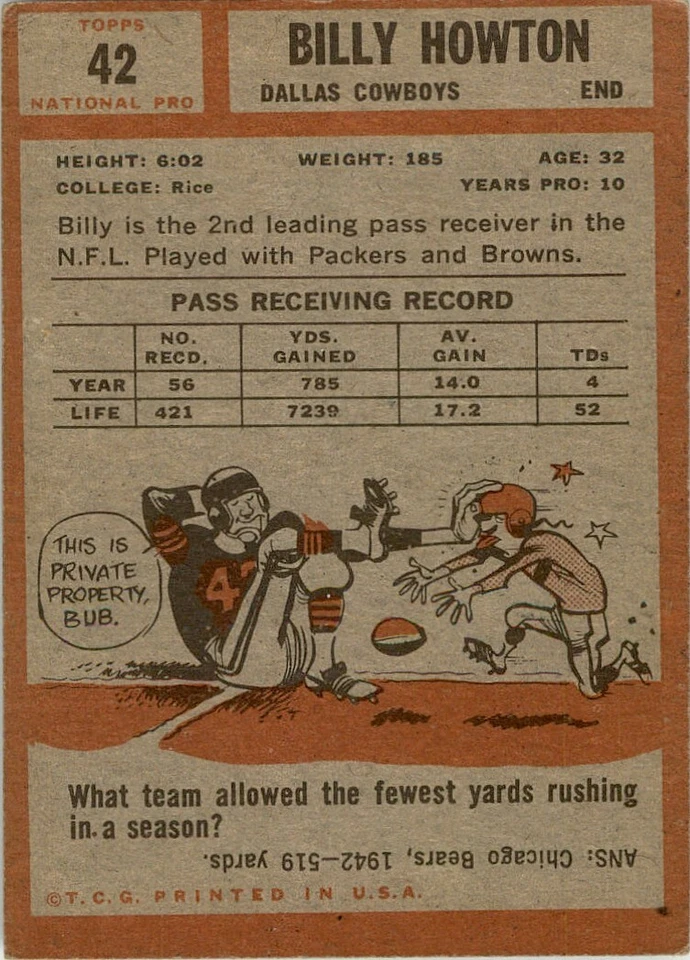 TOPPS
42
NATIONAL PRO
BILLY HOWTON
DALLAS COWBOYS END
HEIGHT: 6:02 WEIGHT: 185 AGE: 32
COLLEGE: Rice YEARS PRO: 10
Billy is the 2nd leading pass receiver in the
N.F.L. Played with Packers and Browns.
PASS RECEIVING RECORD
NO. RECD. YDS. GAINED AV. GAIN TDs
YEAR 56 785 14.0 4
LIFE 421 7239 17.2 52
THIS IS
PRIVATE
PROPERTY,
BUB.
42
What team allowed the fewest yards rushing
in a season?
ANS: Chicago Bears, 1942—519 yards.
©T.C.G. PRINTED IN U.S.A.